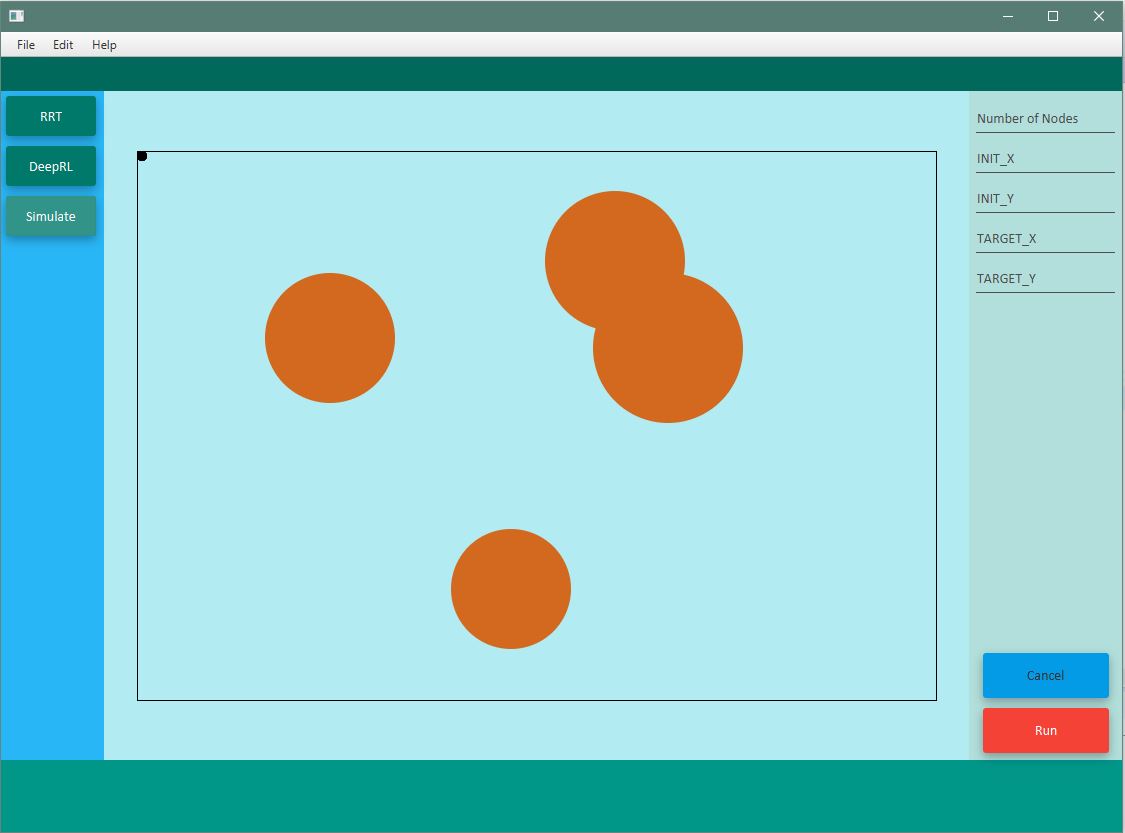 File Edit Help
RRT
DeepRL
Simulate
Number of Nodes
INIT_X
INIT_Y
TARGET_X
TARGET_Y
Cancel
Run